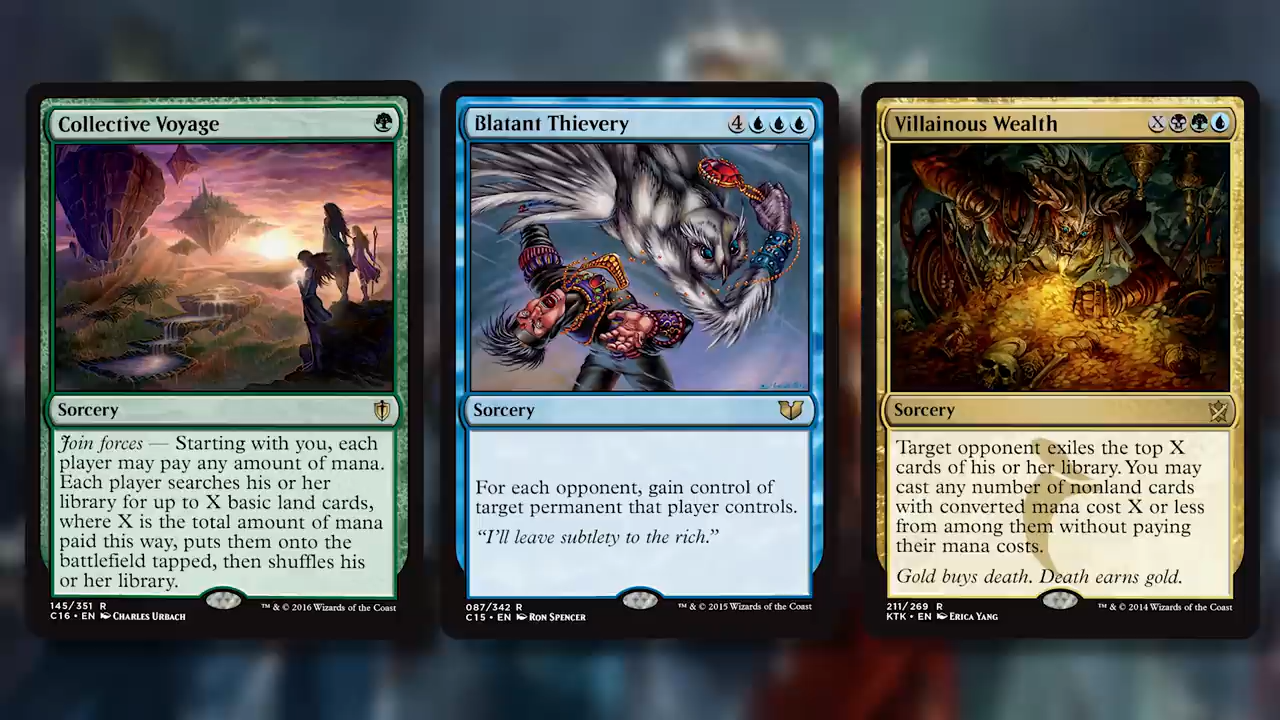 Collective Voyage
Sorcery
Join forces — Starting with you, each
player may pay any amount of mana.
Each player searches his or her
library for up to X basic land cards,
where X is the total amount of mana
paid this way, puts them onto the
battlefield tapped, then shuffles his
or her library.
145/351 R
C16 • EN Charles Urbach
™ & © 2016 Wizards of the Coast
Blatant Thievery 4
Sorcery
For each opponent, gain control of
target permanent that player controls.
“I’ll leave subtlety to the rich.”
087/342 R
C15 • EN Ron Spencer
™ & © 2015 Wizards of the Coast
Villainous Wealth X
Sorcery
Target opponent exiles the top X
cards of his or her library. You may
cast any number of nonland cards
with converted mana cost X or less
from among them without paying
their mana costs.
Gold buys death. Death earns gold.
211/269 R
KTK • EN Erica Yang
™ & © 2014 Wizards of the Coast